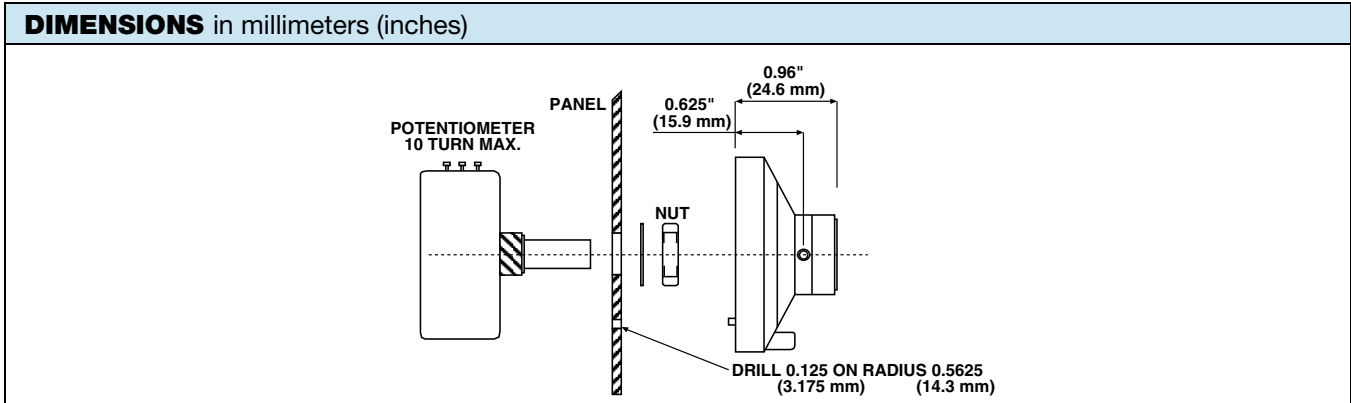 DIMENSIONS in millimeters (inches)
0.96"
(24.6 mm)
PANEL
0.625"
(15.9 mm)
POTENTIOMETER
10 TURN MAX.
NUT
DRILL 0.125 ON RADIUS 0.5625
(3.175 mm) (14.3 mm)